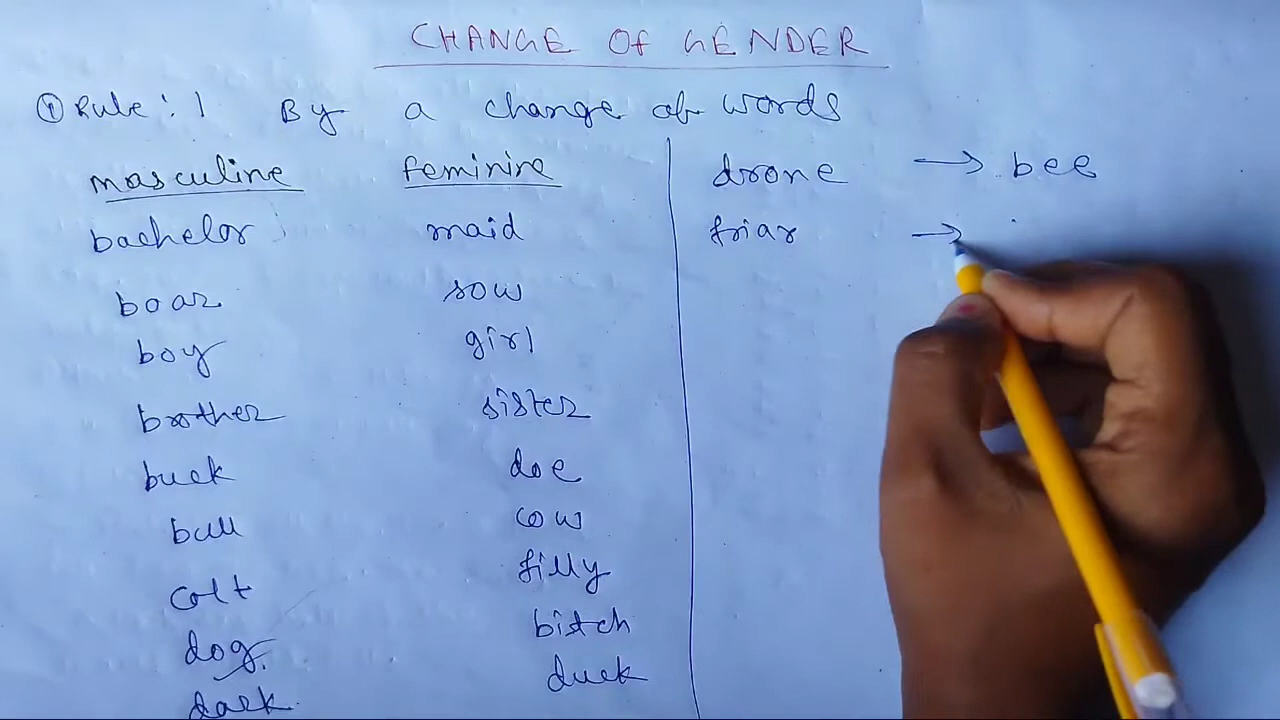 CHANGE Of GENDER
① Rule : 1 By a change of words
masculine feminine
bachelor maid
boar sow
boy girl
brother sister
buck doe
bull cow
colt filly
dog bitch
duck
drone → bee
friar →